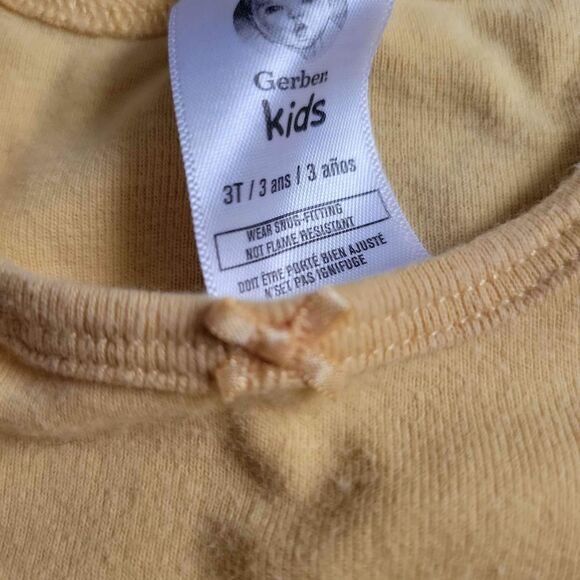 Gerber
kids
3T / 3 ans / 3 años
WEAR SNUG-FITTING
NOT FLAME RESISTANT
DOIT ÊTRE PORTÉ BIEN AJUSTÉ
N'SET PAS IGNIFUGE